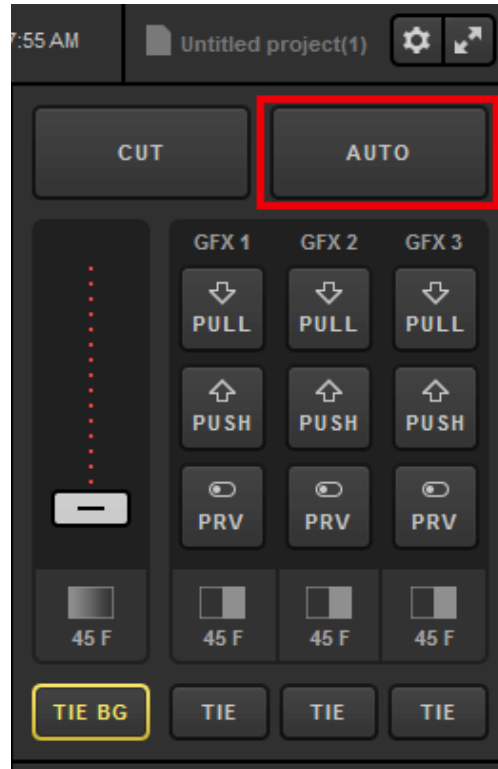 7:55 AM Untitled project(1)
CUT AUTO
GFX 1 GFX 2 GFX 3
PULL PULL PULL
PUSH PUSH PUSH
PRV PRV PRV
45 F 45 F 45 F 45 F
TIE BG TIE TIE TIE